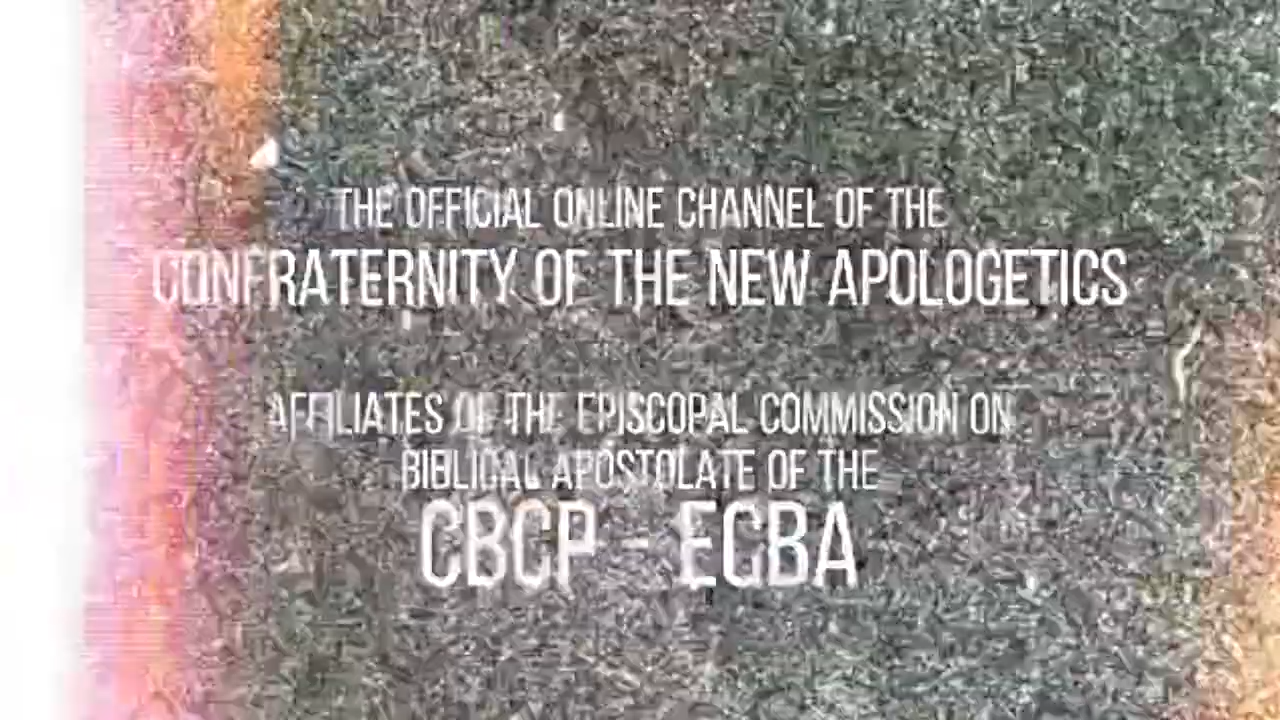 THE OFFICIAL ONLINE CHANNEL OF THE
CONFRATERNITY OF THE NEW APOLOGETICS
AFFILIATES OF THE EPISCOPAL COMMISSION ON
BIBLICAL APOSTOLATE OF THE
CBCP - ECBA